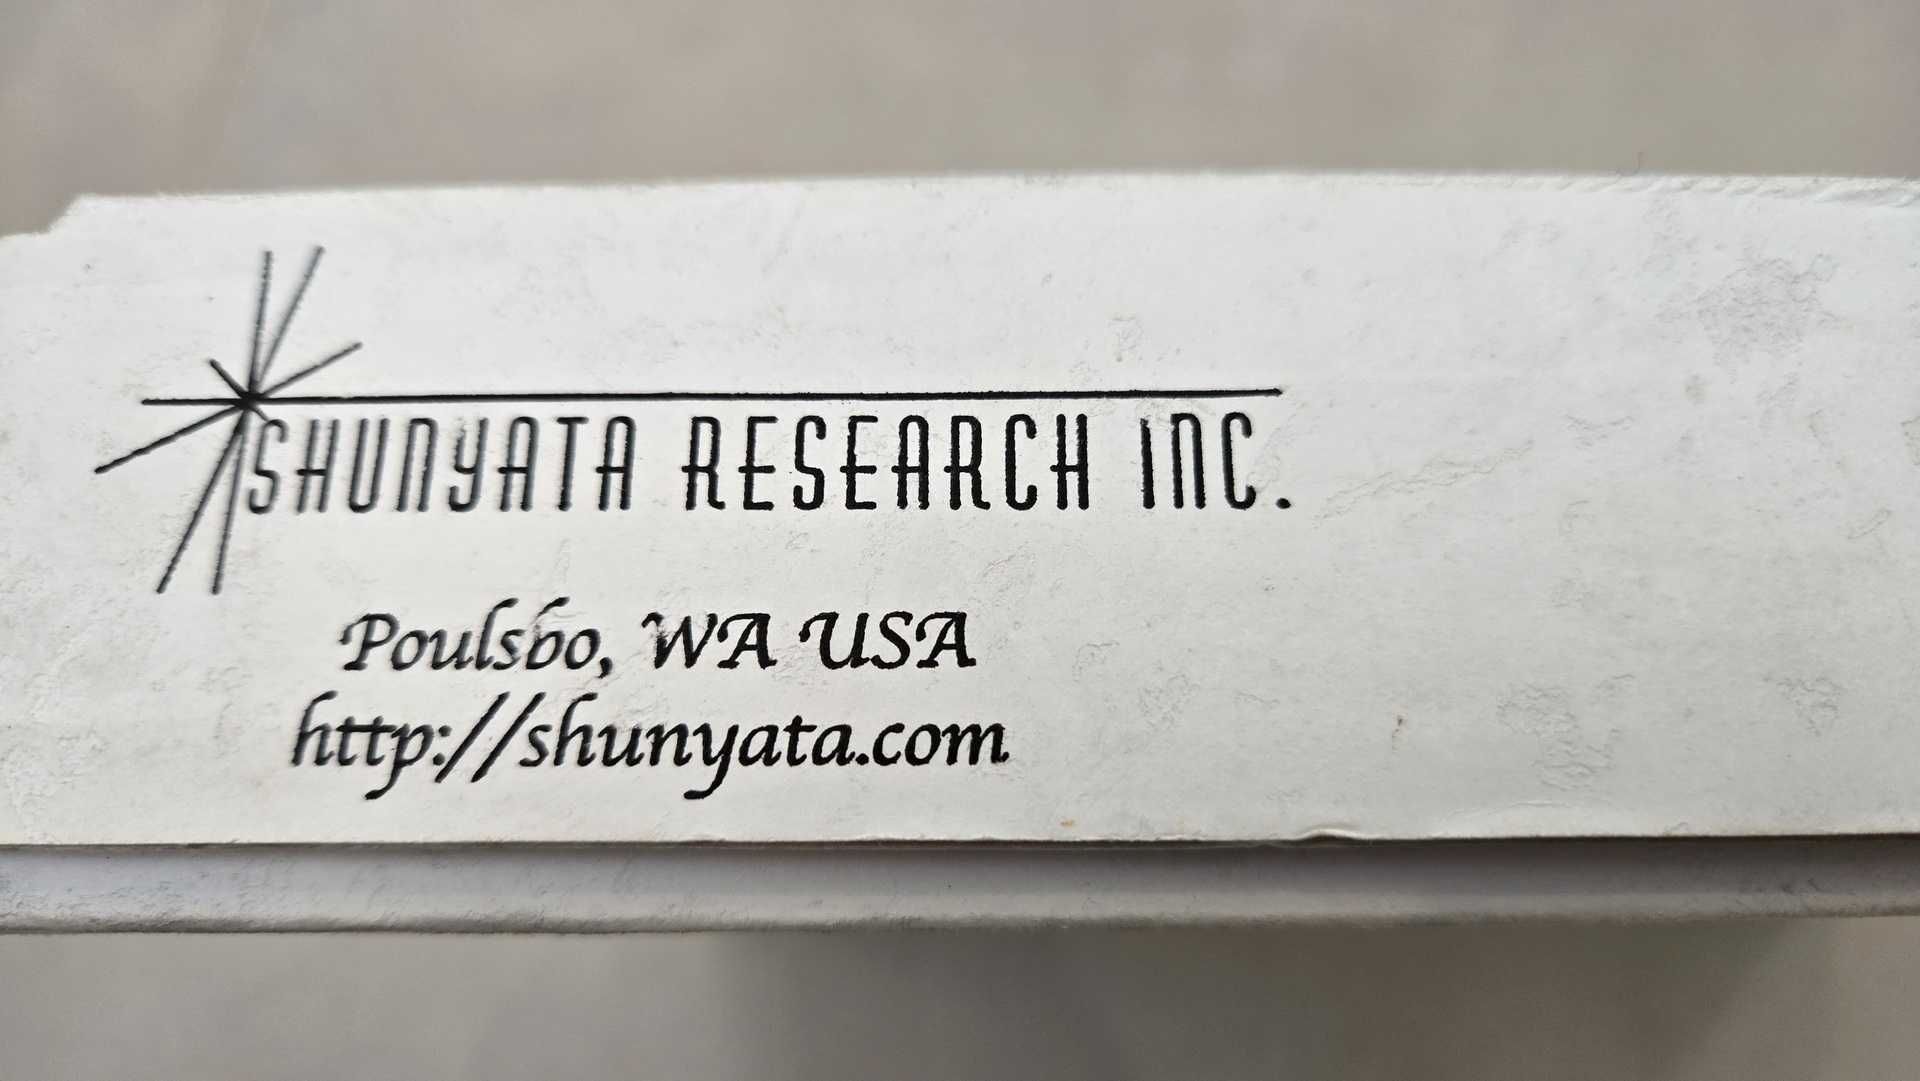 SHUNYATA RESEARCH INC.
Poulsbo, WA USA
http://shunyata.com